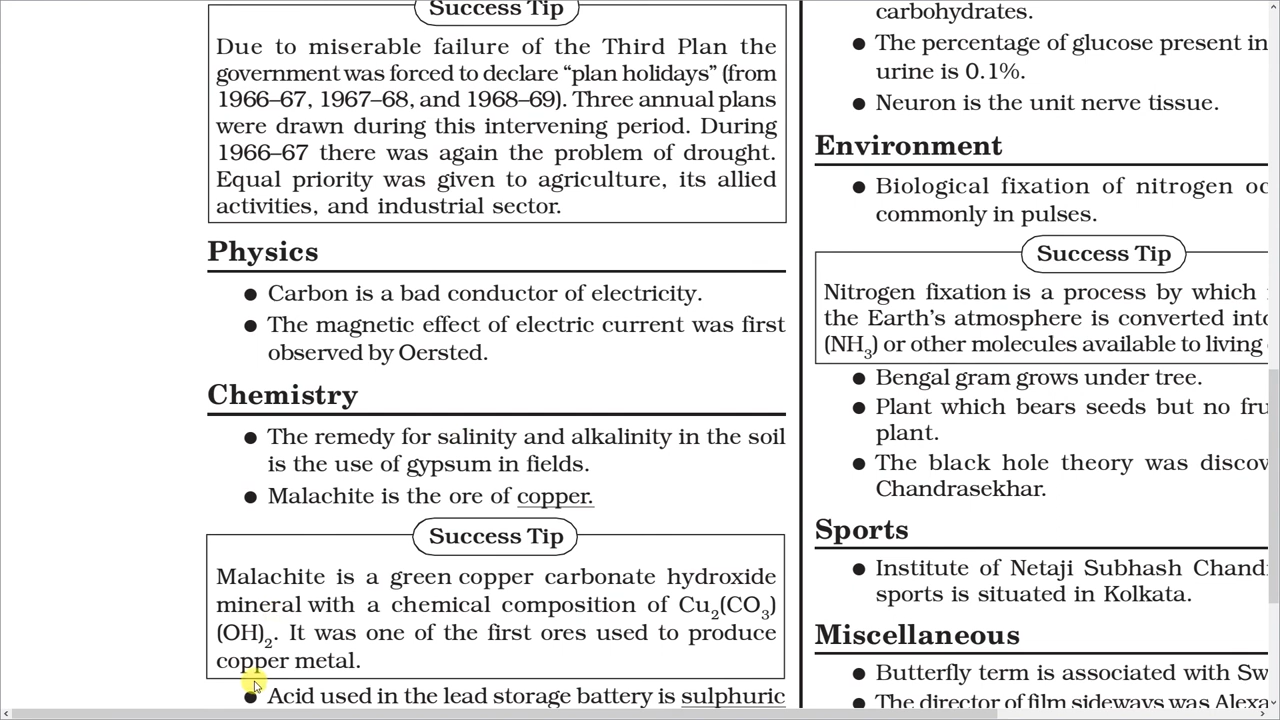 Success Tip
Due to miserable failure of the Third Plan the
government was forced to declare “plan holidays” (from
1966–67, 1967–68, and 1968–69). Three annual plans
were drawn during this intervening period. During
1966–67 there was again the problem of drought.
Equal priority was given to agriculture, its allied
activities, and industrial sector.
Physics
● Carbon is a bad conductor of electricity.
● The magnetic effect of electric current was first
observed by Oersted.
Chemistry
● The remedy for salinity and alkalinity in the soil
is the use of gypsum in fields.
● Malachite is the ore of copper.
Success Tip
Malachite is a green copper carbonate hydroxide
mineral with a chemical composition of Cu₂(CO₃)
(OH)₂. It was one of the first ores used to produce
copper metal.
● Acid used in the lead storage battery is sulphuric
carbohydrates.
● The percentage of glucose present in
urine is 0.1%.
● Neuron is the unit nerve tissue.
Environment
● Biological fixation of nitrogen oc
commonly in pulses.
Success Tip
Nitrogen fixation is a process by which
the Earth’s atmosphere is converted into
(NH₃) or other molecules available to living
● Bengal gram grows under tree.
● Plant which bears seeds but no fru
plant.
● The black hole theory was discov
Chandrasekhar.
Sports
● Institute of Netaji Subhash Chand
sports is situated in Kolkata.
Miscellaneous
● Butterfly term is associated with Sw
● The director of film sideways was Alexa